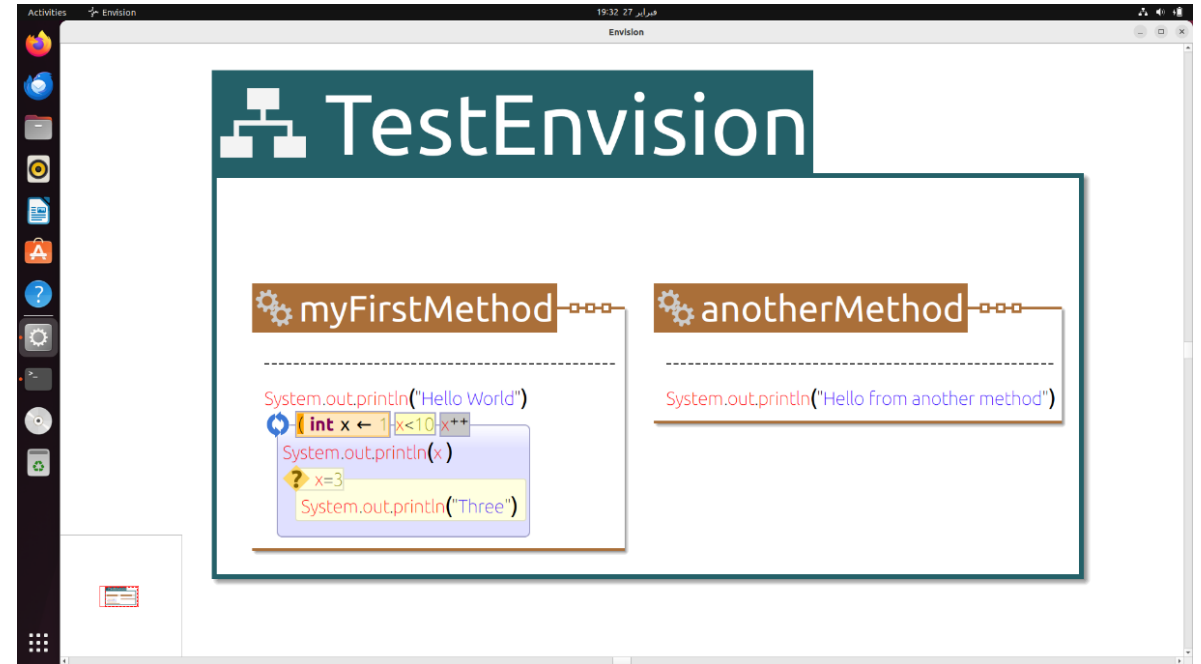 Activities Envision
فبراير 27 19:32
Envision
TestEnvision
myFirstMethod
System.out.println("Hello World")
( int x ← 1 x<10 x++
System.out.println(x)
? x=3
System.out.println("Three")
anotherMethod
System.out.println("Hello from another method")